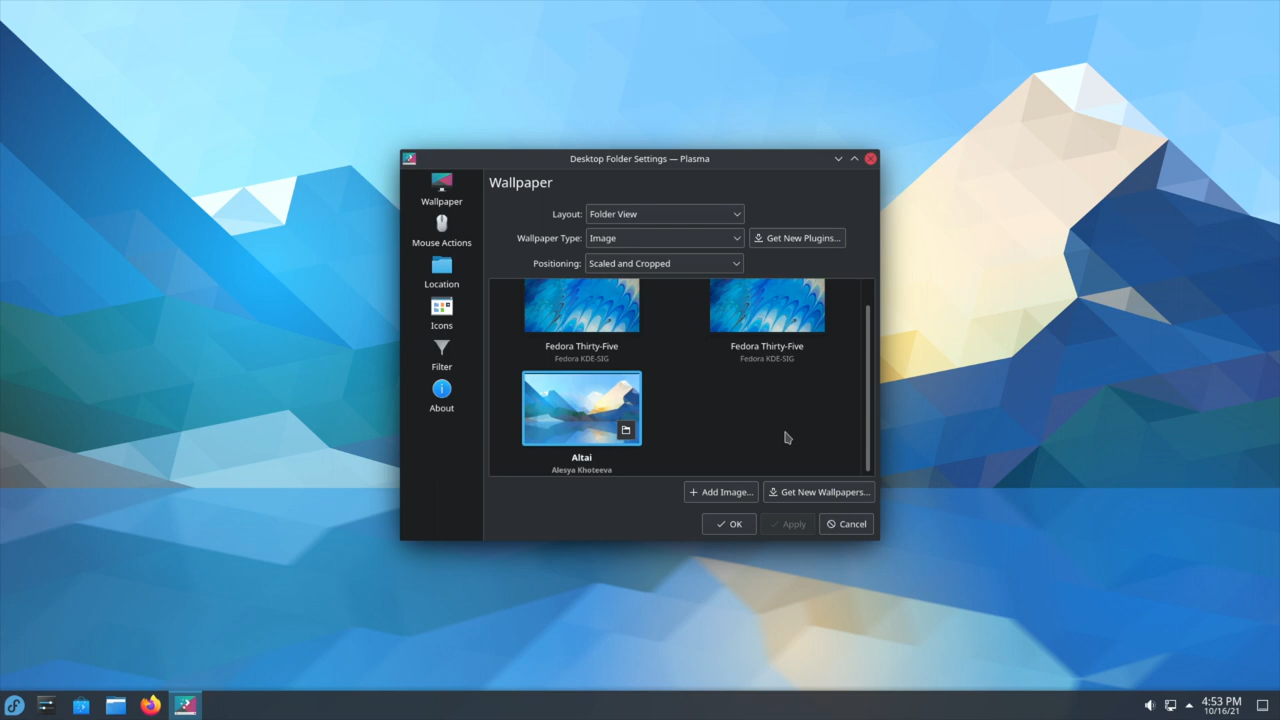 Desktop Folder Settings — Plasma
Wallpaper
Mouse Actions
Location
Icons
Filter
About
Wallpaper
Layout: Folder View
Wallpaper Type: Image Get New Plugins...
Positioning: Scaled and Cropped
Fedora Thirty-Five Fedora Thirty-Five
Fedora KDE-SIG Fedora KDE-SIG
Altai
Alesya Khoteeva
Add Image... Get New Wallpapers...
OK Apply Cancel
4:53 PM
10/16/21